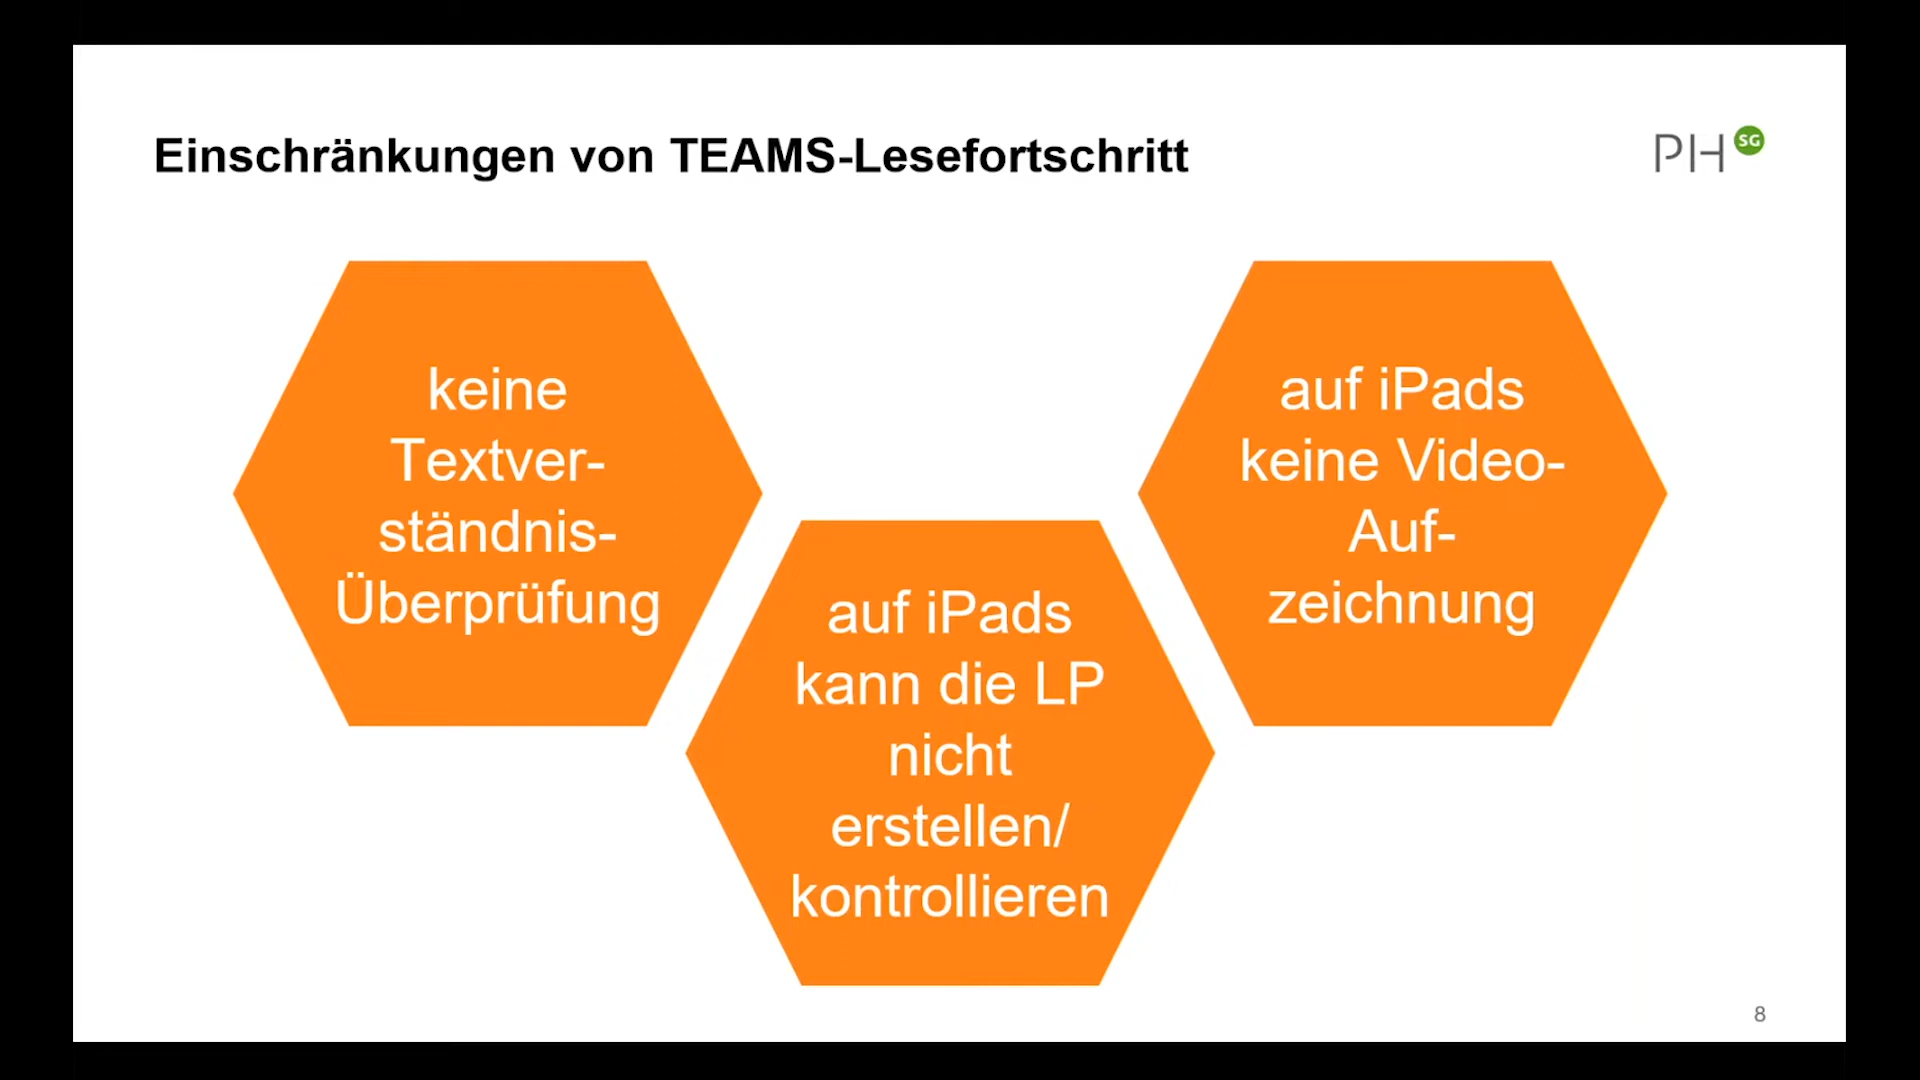 Einschränkungen von TEAMS-Lesefortschritt
PH SG
keine
Textver-
ständnis-
Überprüfung
auf iPads
kann die LP
nicht
erstellen/
kontrollieren
auf iPads
keine Video-
Auf-
zeichnung
8